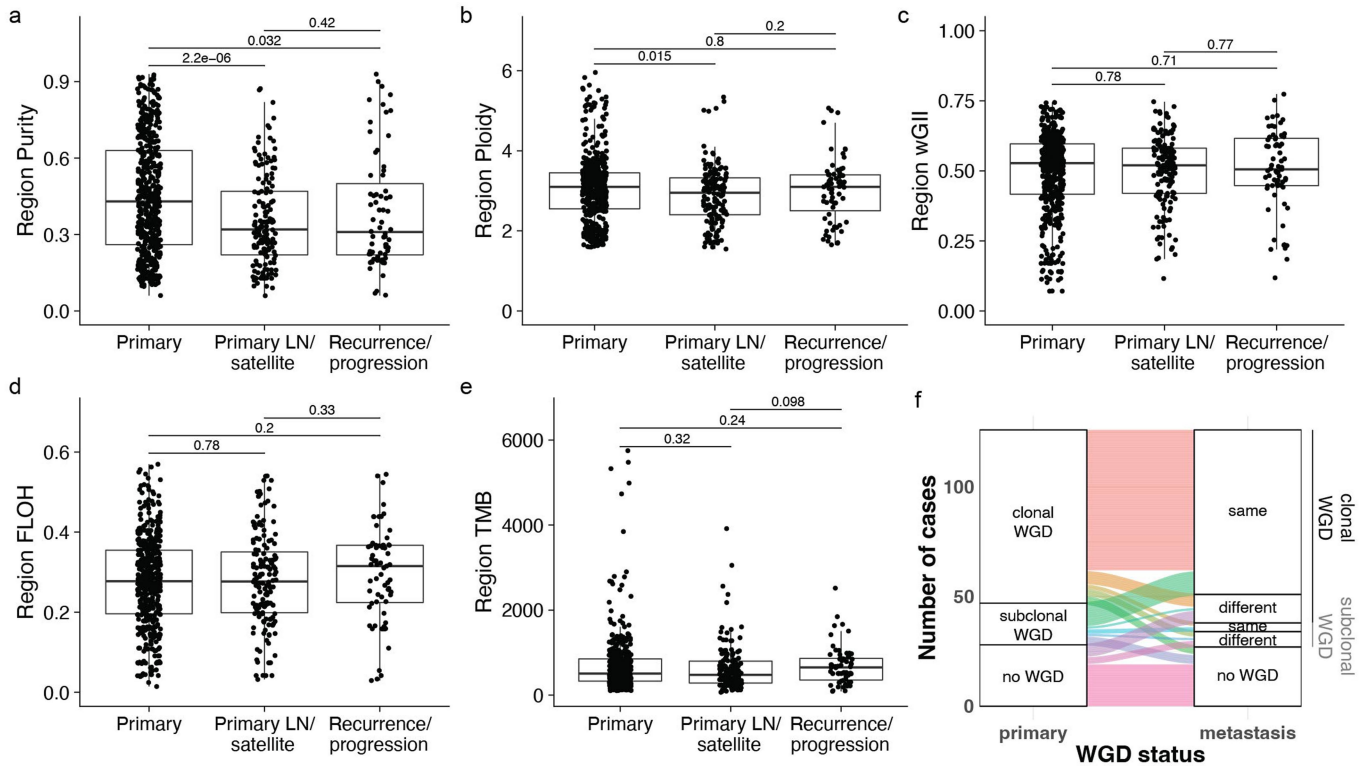 a
0.42
0.032
2.2e-06
Region Purity
0.9
0.6
0.3
0.0
Primary
Primary LN/
satellite
Recurrence/
progression
b
0.2
0.8
0.015
Region Ploidy
6
4
2
0
Primary
Primary LN/
satellite
Recurrence/
progression
c
0.77
0.71
0.78
Region wGII
1.00
0.75
0.50
0.25
0.00
Primary
Primary LN/
satellite
Recurrence/
progression
d
0.33
0.2
0.78
Region FLOH
0.6
0.4
0.2
0.0
Primary
Primary LN/
satellite
Recurrence/
progression
e
0.098
0.24
0.32
Region TMB
6000
4000
2000
0
Primary
Primary LN/
satellite
Recurrence/
progression
f
Number of cases
100
50
0
clonal
WGD
subclonal
WGD
no WGD
same
different
same
different
no WGD
clonal
WGD
subclonal
WGD
primary
metastasis
WGD status